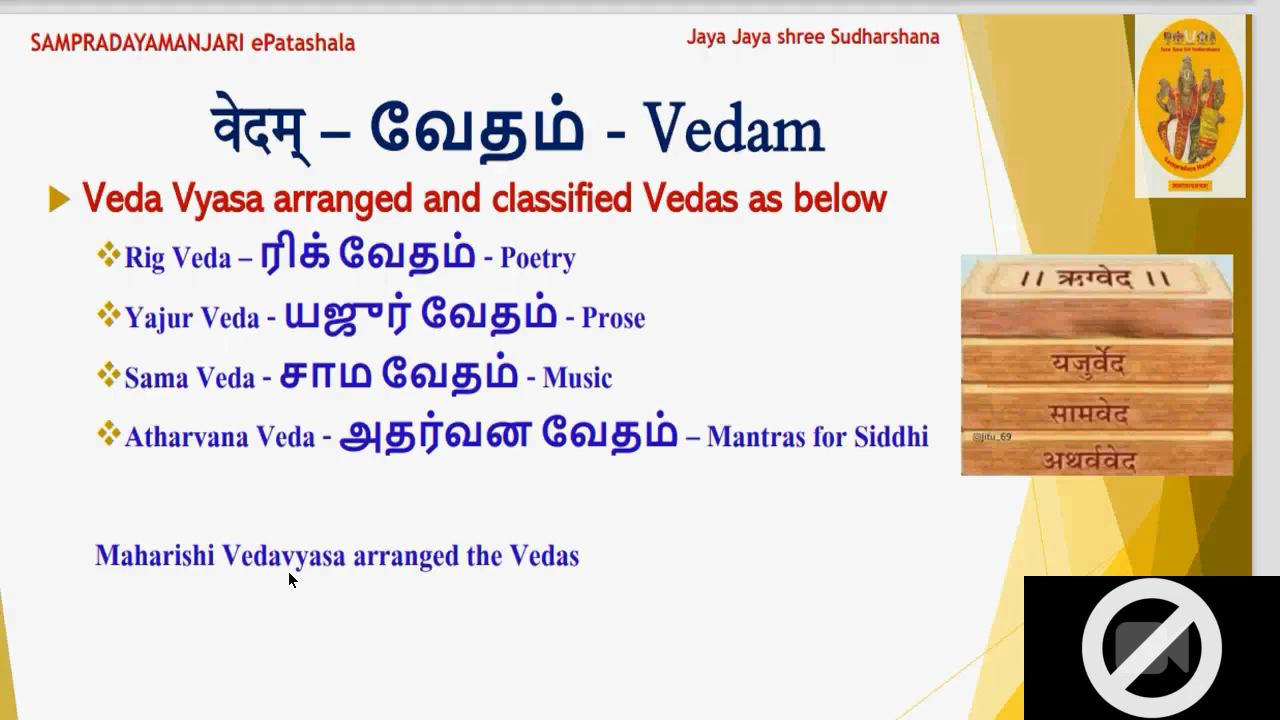 SAMPRADAYAMANJARI ePatashala
Jaya Jaya shree Sudharshana
वेदम् – வேதம் - Vedam
Veda Vyasa arranged and classified Vedas as below
Rig Veda – ரிக் வேதம் - Poetry
Yajur Veda - யஜுர் வேதம் - Prose
Sama Veda - சாம வேதம் - Music
Atharvana Veda - அதர்வன வேதம் – Mantras for Siddhi
Maharishi Vedavyasa arranged the Vedas
।। ऋग्वेद ।।
यजुर्वेद
सामवेद
@Jitu_69
अथर्ववेद